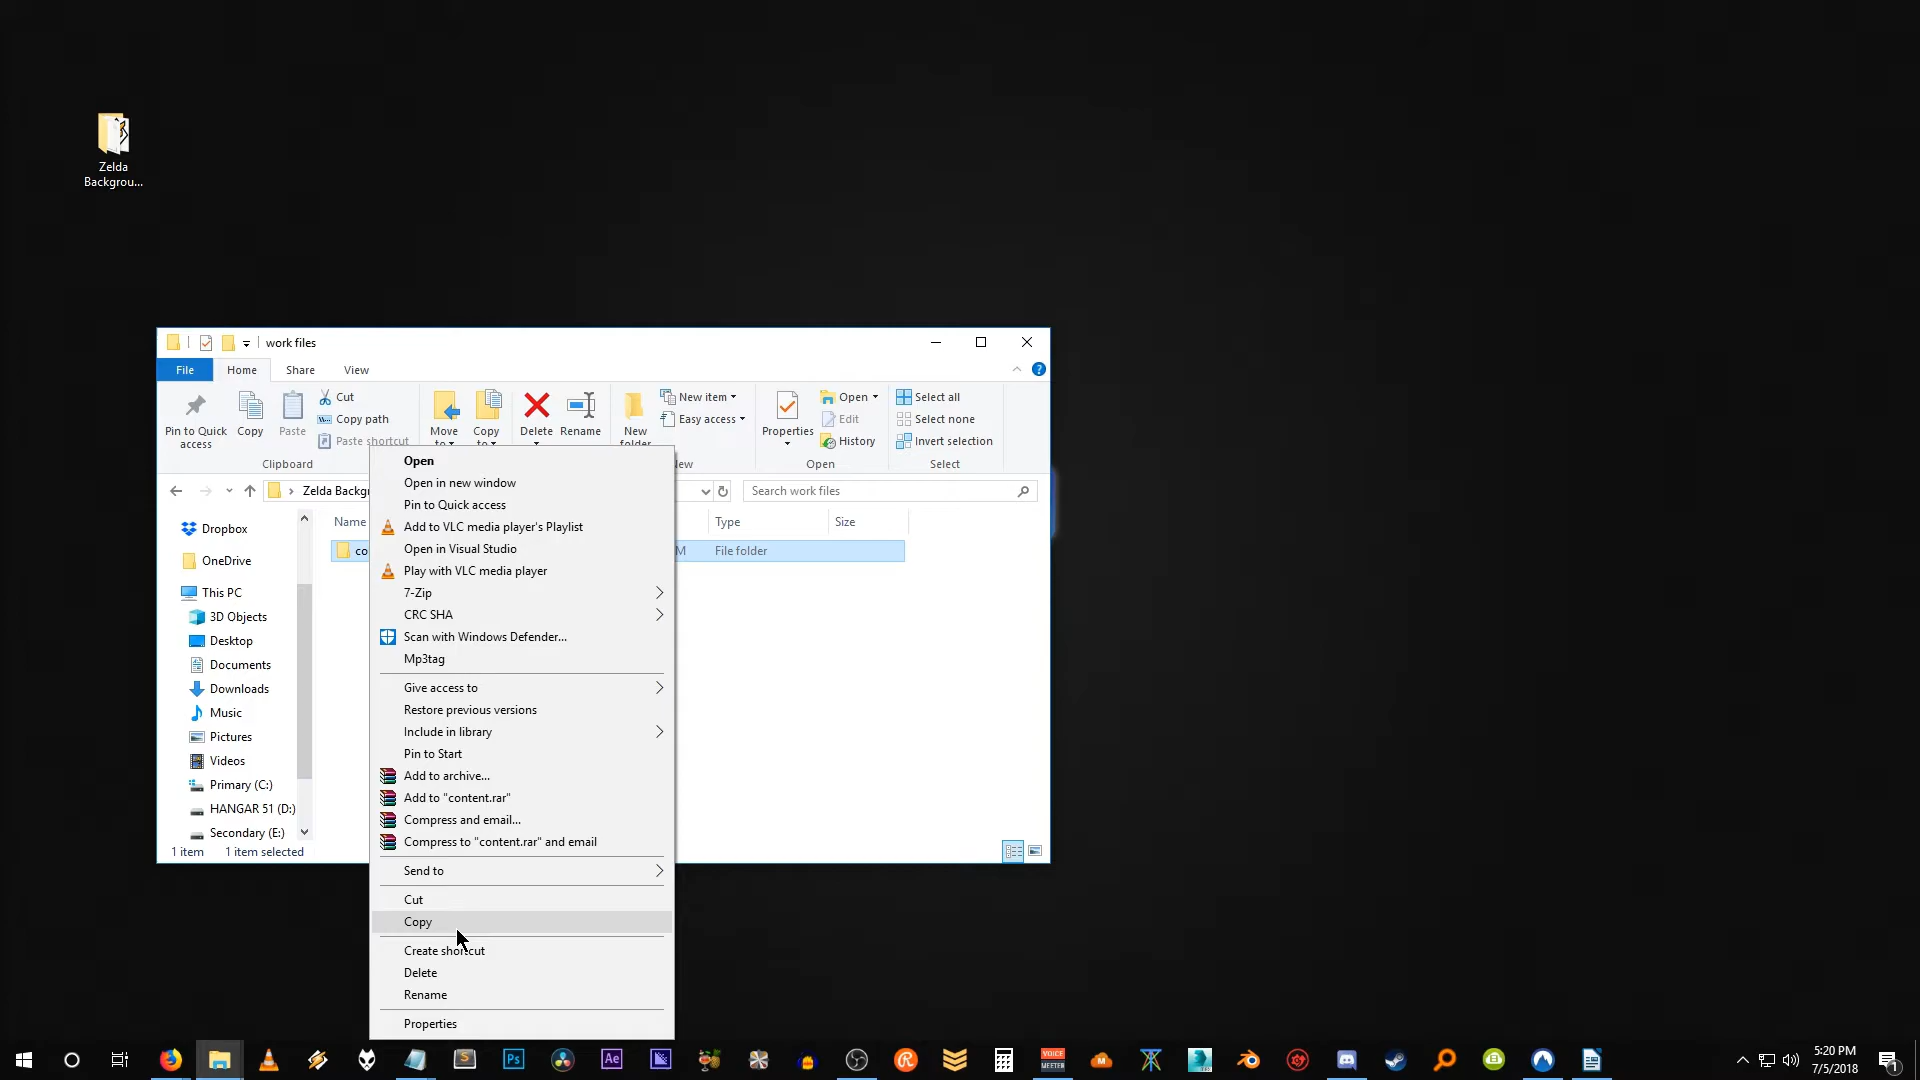 Zelda
Backgrou...
work files
File
Home
Share
View
Pin to Quick
access
Copy
Paste
Cut
Copy path
Paste shortcut
Clipboard
Move
to
Copy
to
Delete
Rename
New
folder
New item
Easy access
New
Properties
Open
Edit
History
Open
Select all
Select none
Invert selection
Select
Zelda Backgr
Search work files
Name
Type
Size
co
M
File folder
Dropbox
OneDrive
This PC
3D Objects
Desktop
Documents
Downloads
Music
Pictures
Videos
Primary (C:)
HANGAR 51 (D:)
Secondary (E:)
1 item
1 item selected
Open
Open in new window
Pin to Quick access
Add to VLC media player's Playlist
Open in Visual Studio
Play with VLC media player
7-Zip
CRC SHA
Scan with Windows Defender...
Mp3tag
Give access to
Restore previous versions
Include in library
Pin to Start
Add to archive...
Add to "content.rar"
Compress and email...
Compress to "content.rar" and email
Send to
Cut
Copy
Create shortcut
Delete
Rename
Properties
S
Ps
Ae
VOICE
MEETER
5:20 PM
7/5/2018
1